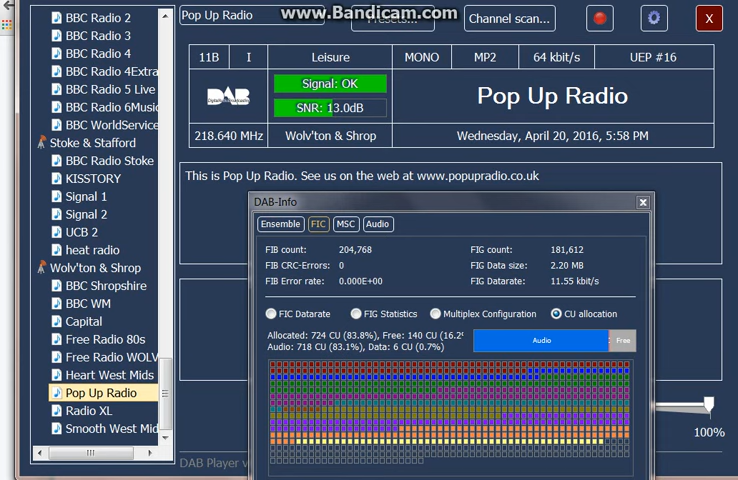 www.Bandicam.com
BBC Radio 2
BBC Radio 3
BBC Radio 4
BBC Radio 4Extra
BBC Radio 5 Live
BBC Radio 6Music
BBC WorldService
Stoke & Stafford
BBC Radio Stoke
KISSTORY
Signal 1
Signal 2
UCB 2
heat radio
Wolv'ton & Shrop
BBC Shropshire
BBC WM
Capital
Free Radio 80s
Free Radio WOLV
Heart West Mids
Pop Up Radio
Radio XL
Smooth West Mid
Pop Up Radio
Presets...
Channel scan...
X
11B I Leisure MONO MP2 64 kbit/s UEP #16
DAB
Signal: OK
SNR: 13.0dB
Pop Up Radio
218.640 MHz Wolv'ton & Shrop Wednesday, April 20, 2016, 5:58 PM
This is Pop Up Radio. See us on the web at www.popupradio.co.uk
DAB-Info
x
Ensemble FIC MSC Audio
FIB count: 204,768 FIG count: 181,612
FIB CRC-Errors: 0 FIG Data size: 2.20 MB
FIB Error rate: 0.000E+00 FIG Datarate: 11.55 kbit/s
FIC Datarate FIG Statistics Multiplex Configuration CU allocation
Allocated: 724 CU (83.8%), Free: 140 CU (16.2
Audio: 718 CU (83.1%), Data: 6 CU (0.7%)
Audio Free
100%
DAB Player v